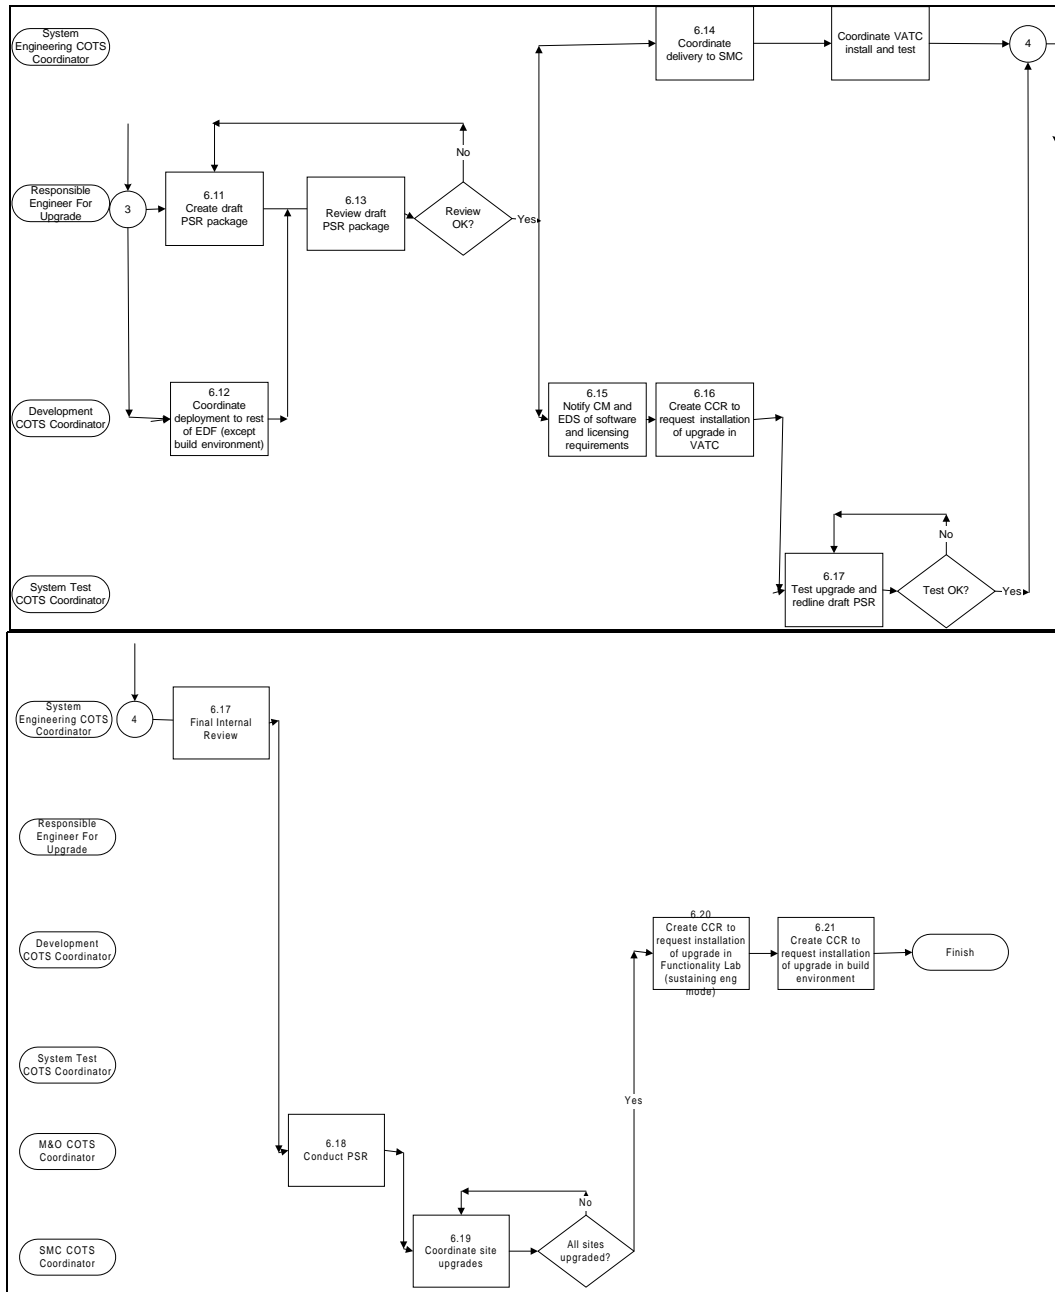 System
Engineering COTS
Coordinator
6.14
Coordinate
delivery to SMC
Coordinate VATC
install and test
4
No
Responsible
Engineer For
Upgrade
3
6.11
Create draft
PSR package
6.13
Review draft
PSR package
Review
OK?
Yes
Development
COTS Coordinator
6.12
Coordinate
deployment to rest
of EDF (except
build environment)
6.15
Notify CM and
EDS of software
and licensing
requirements
6.16
Create CCR to
request installation
of upgrade in
VATC
No
System Test
COTS Coordinator
6.17
Test upgrade and
redline draft PSR
Test OK?
Yes
System
Engineering COTS
Coordinator
4
6.17
Final Internal
Review
Responsible
Engineer For
Upgrade
Development
COTS Coordinator
6.20
Create CCR to
request installation
of upgrade in
Functionality Lab
(sustaining eng
mode)
6.21
Create CCR to
request installation
of upgrade in build
environment
Finish
System Test
COTS Coordinator
Yes
M&O COTS
Coordinator
6.18
Conduct PSR
No
SMC COTS
Coordinator
6.19
Coordinate site
upgrades
All sites
upgraded?